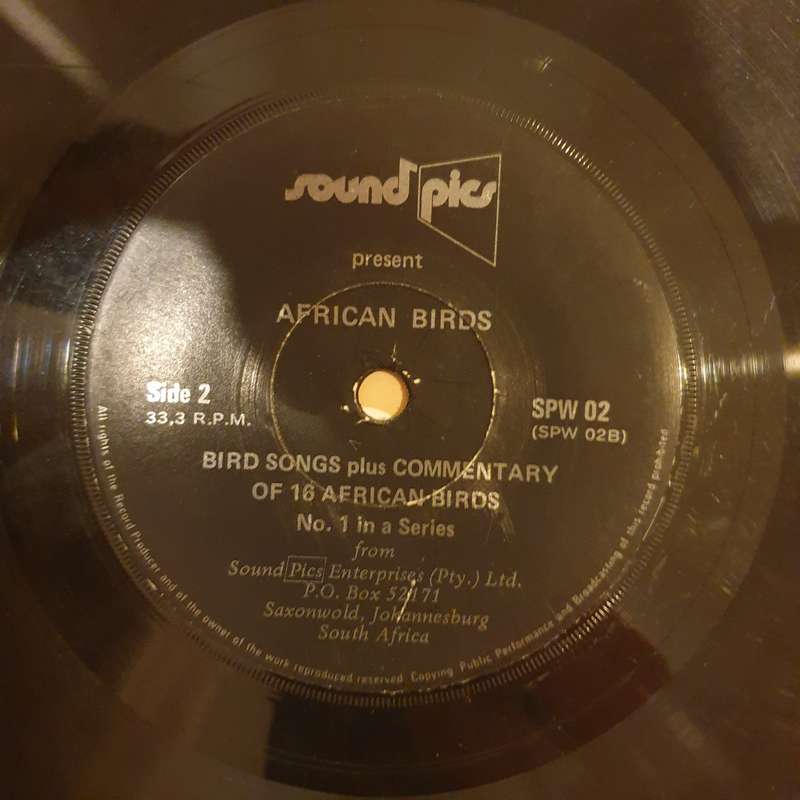 sound pics
present
AFRICAN BIRDS
Side 2
33,3 R.P.M.
SPW 02
(SPW 02B)
BIRD SONGS plus COMMENTARY
OF 16 AFRICAN BIRDS
No. 1 in a Series
from
Sound Pics Enterprises (Pty.) Ltd.
P.O. Box 52171
Saxonwold, Johannesburg
South Africa
All rights of the Record Producer and of the owner of the work reproduced reserved. Copying, Public Performance and Broadcasting of this record prohibited